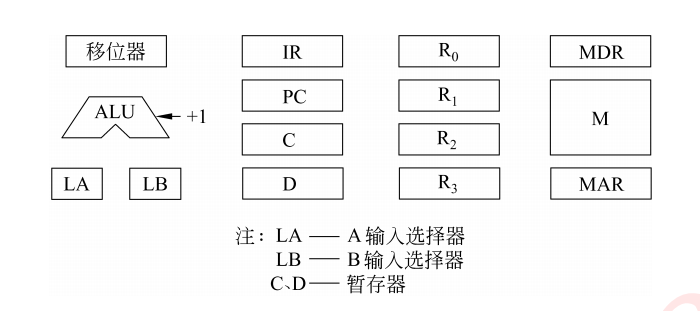 移位器 IR R₀ MDR
ALU +1 PC R₁ M
C R₂
LA LB D R₃ MAR
注：LA — A输入选择器
LB — B输入选择器
C、D — 暂存器